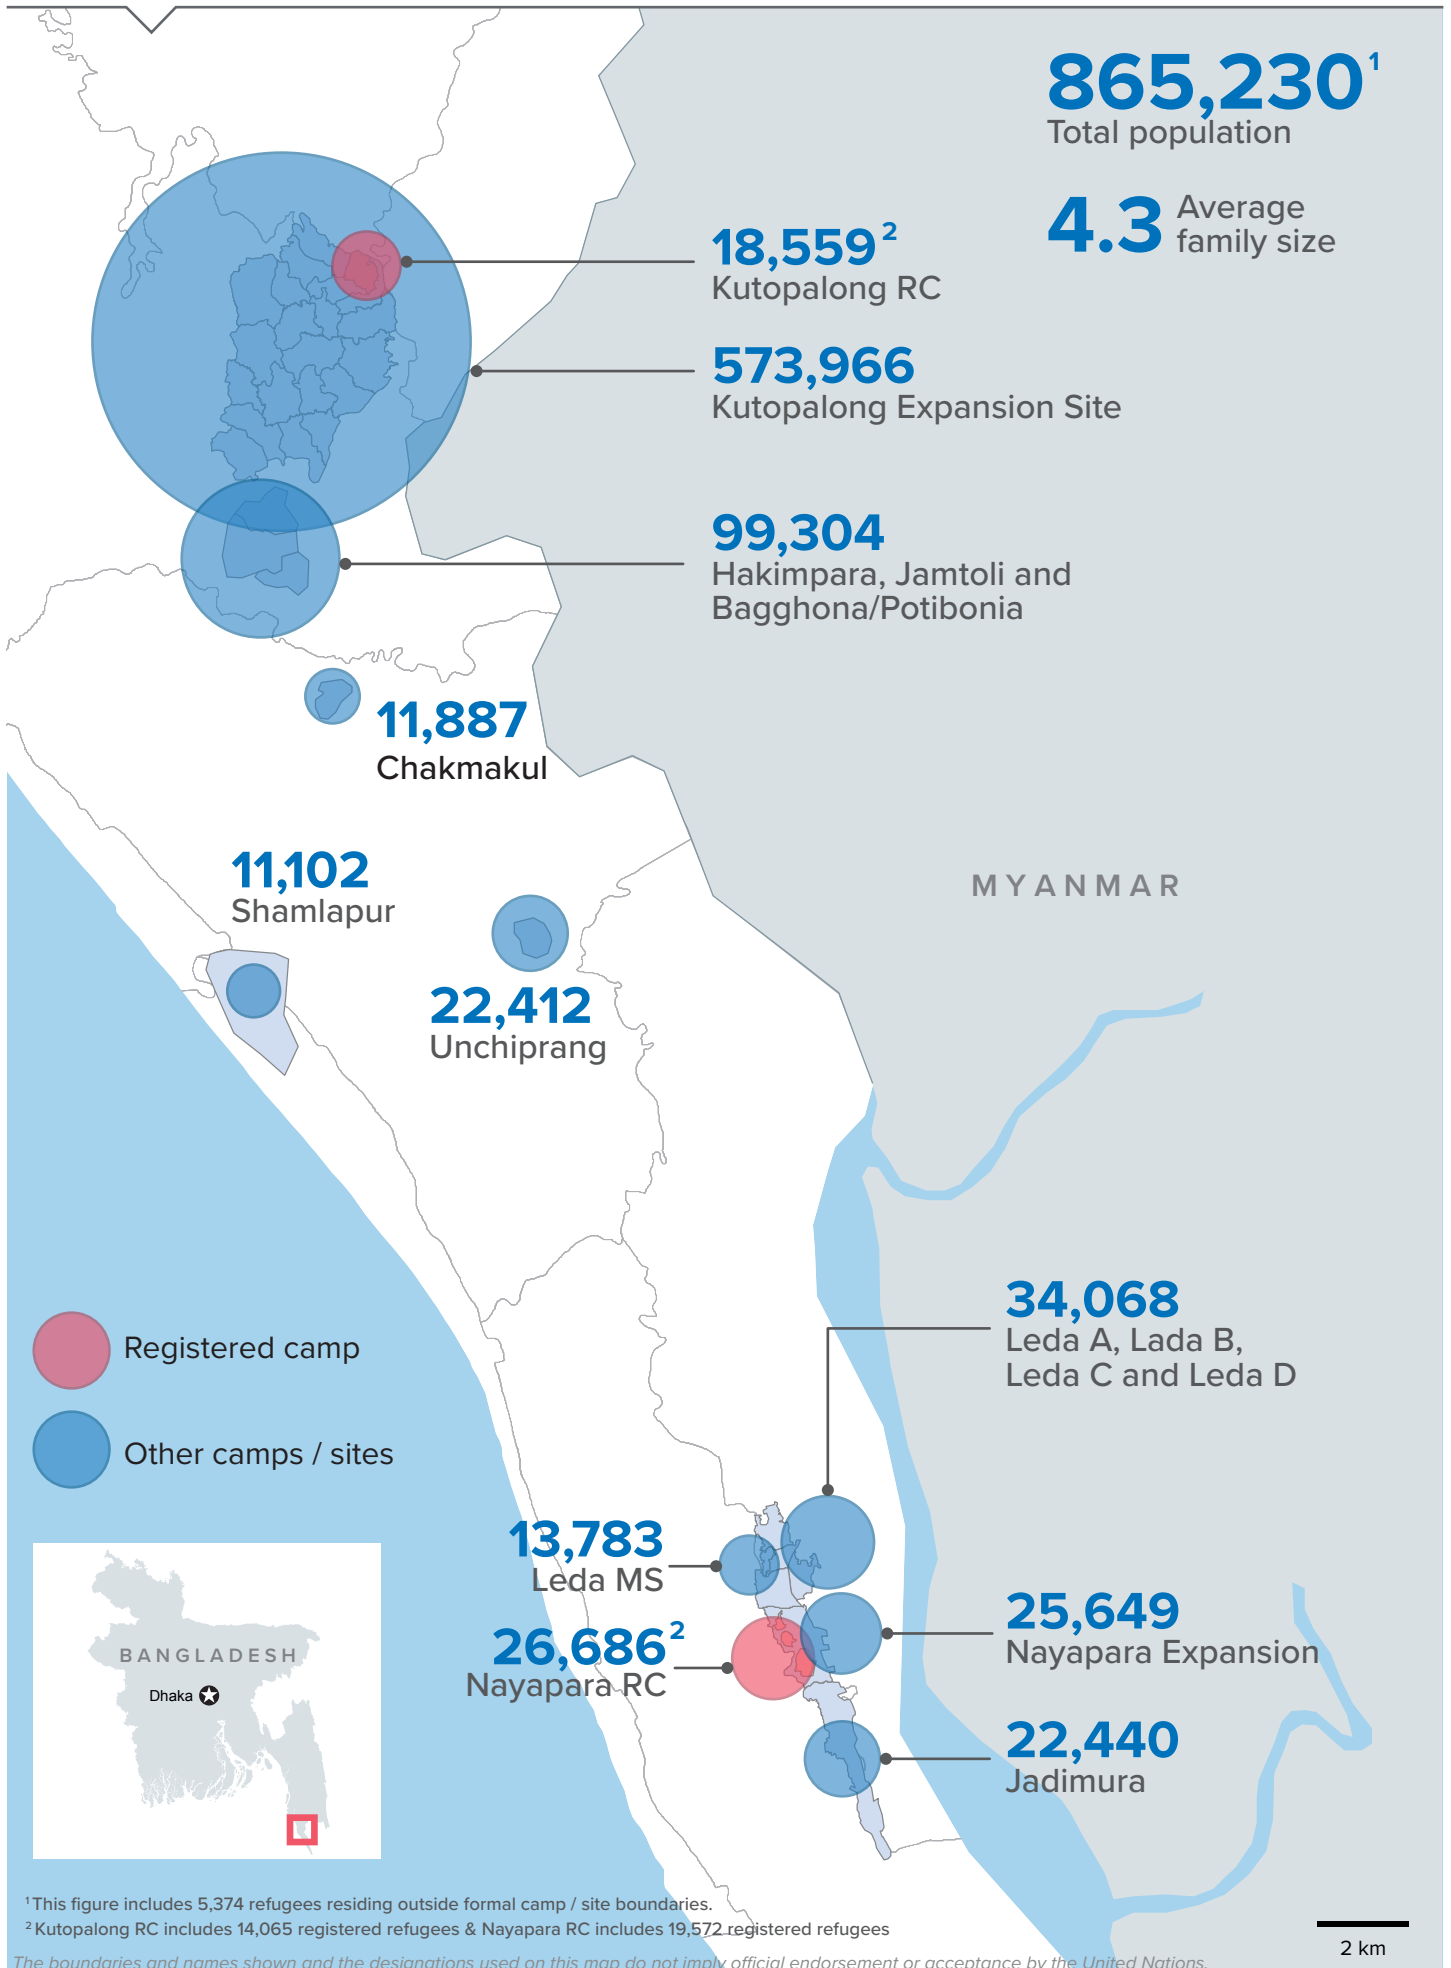 865,230¹
Total population
4.3
Average
family size
18,559²
Kutopalong RC
573,966
Kutopalong Expansion Site
99,304
Hakimpara, Jamtoli and
Bagghona/Potibonia
11,887
Chakmakul
11,102
Shamlapur
22,412
Unchiprang
MYANMAR
34,068
Leda A, Lada B,
Leda C and Leda D
Registered camp
Other camps / sites
13,783
Leda MS
26,686²
Nayapara RC
25,649
Nayapara Expansion
22,440
Jadimura
BANGLADESH
Dhaka
¹ This figure includes 5,374 refugees residing outside formal camp / site boundaries.
² Kutopalong RC includes 14,065 registered refugees & Nayapara RC includes 19,572 registered refugees
2 km
The boundaries and names shown and the designations used on this map do not imply official endorsement or acceptance by the United Nations.